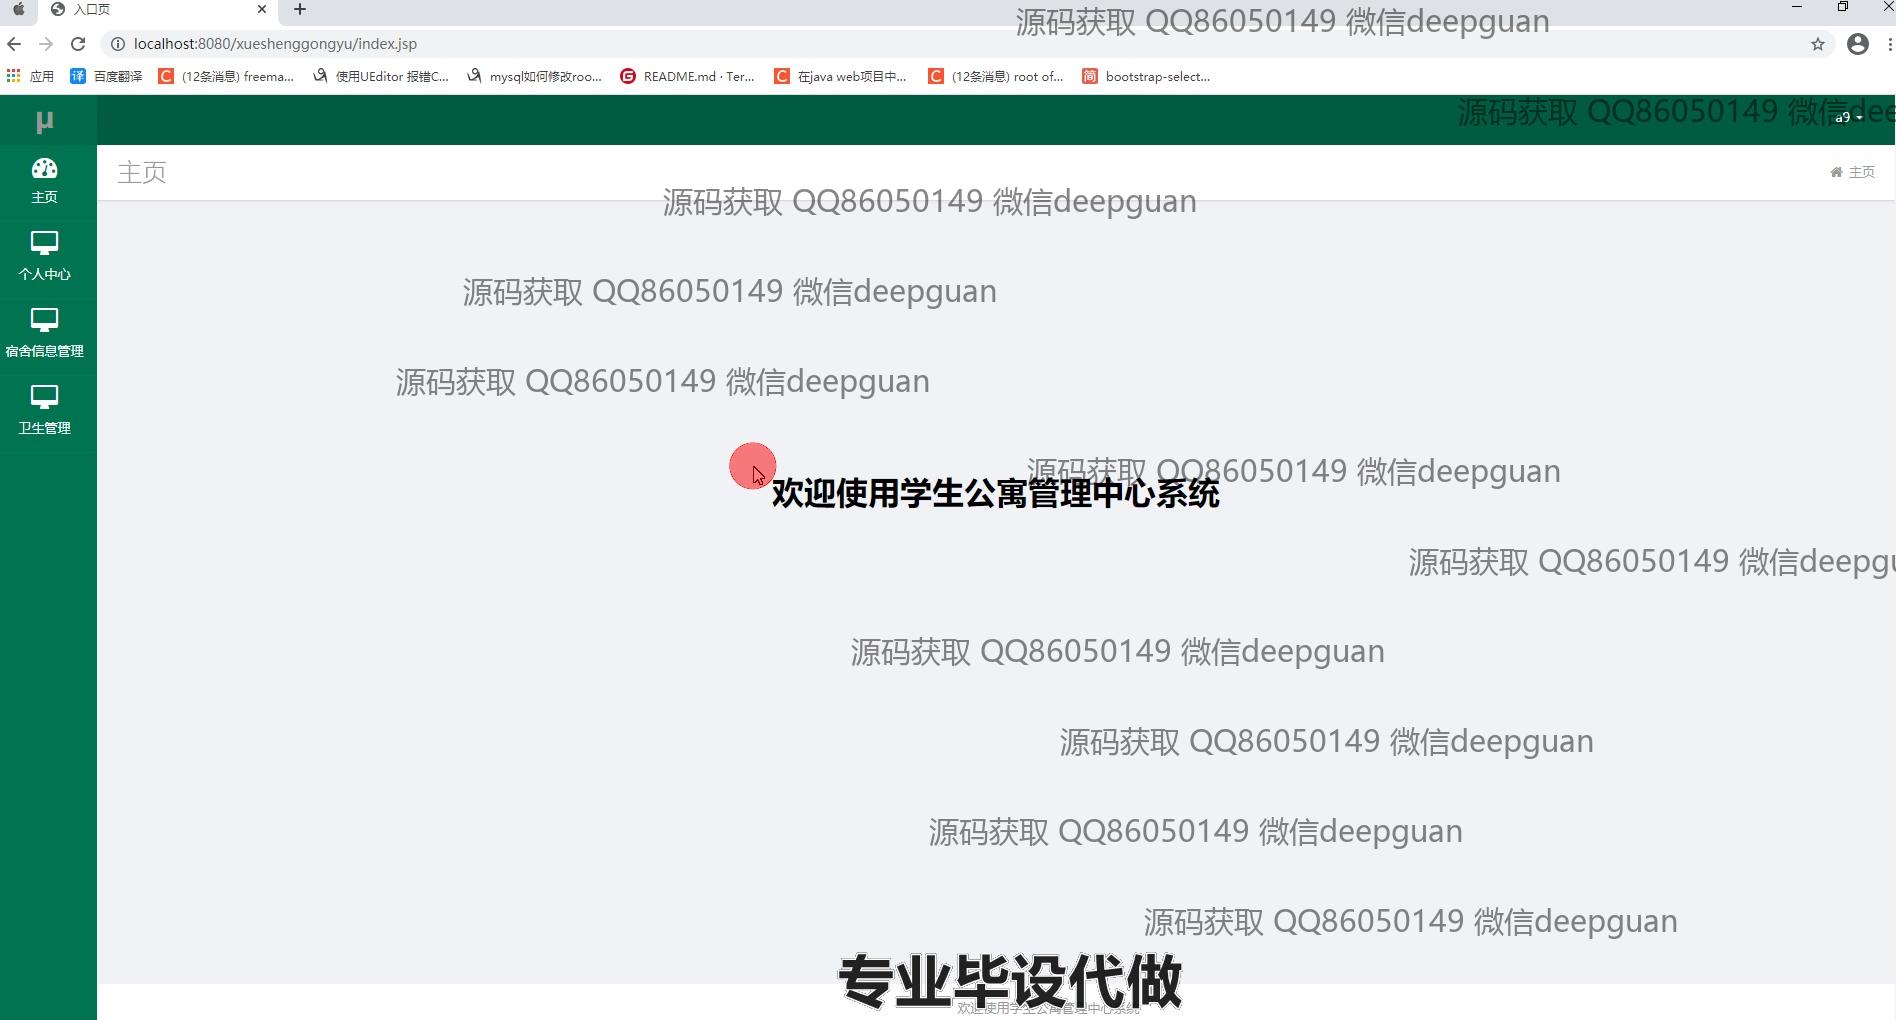 入口页
源码获取 QQ86050149 微信deepguan
localhost:8080/xueshenggongyu/index.jsp
应用
译 百度翻译
C (12条消息) freema...
使用UEditor 报错C...
mysql如何修改roo...
G README.md · Ter...
C 在java web项目中...
C (12条消息) root of...
简 bootstrap-select...
μ
源码获取 QQ86050149 微信dee
a9
主页
主页
主页
源码获取 QQ86050149 微信deepguan
个人中心
源码获取 QQ86050149 微信deepguan
宿舍信息管理
源码获取 QQ86050149 微信deepguan
卫生管理
源码获取 QQ86050149 微信deepguan
欢迎使用学生公寓管理中心系统
源码获取 QQ86050149 微信deepgu
源码获取 QQ86050149 微信deepguan
源码获取 QQ86050149 微信deepguan
源码获取 QQ86050149 微信deepguan
源码获取 QQ86050149 微信deepguan
专业毕设代做
欢迎使用学生公寓管理中心系统